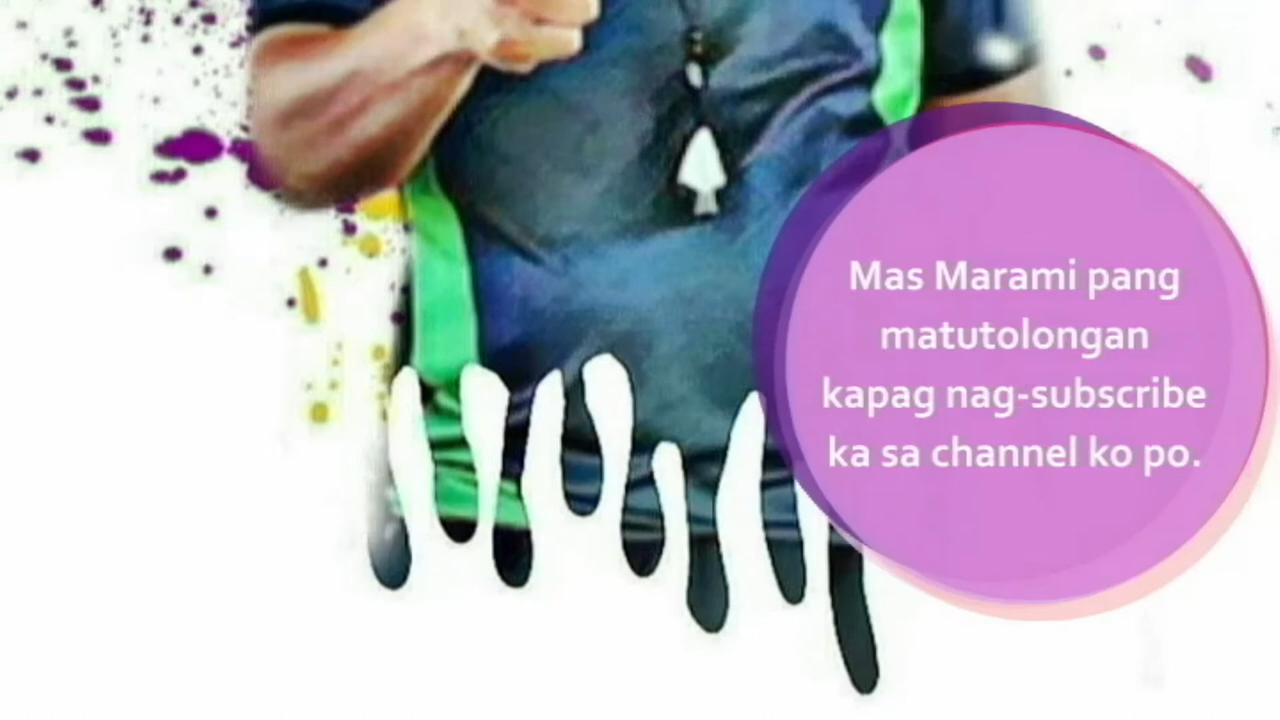 Mas Marami pang
matutolongan
kapag nag-subscribe
ka sa channel ko po.